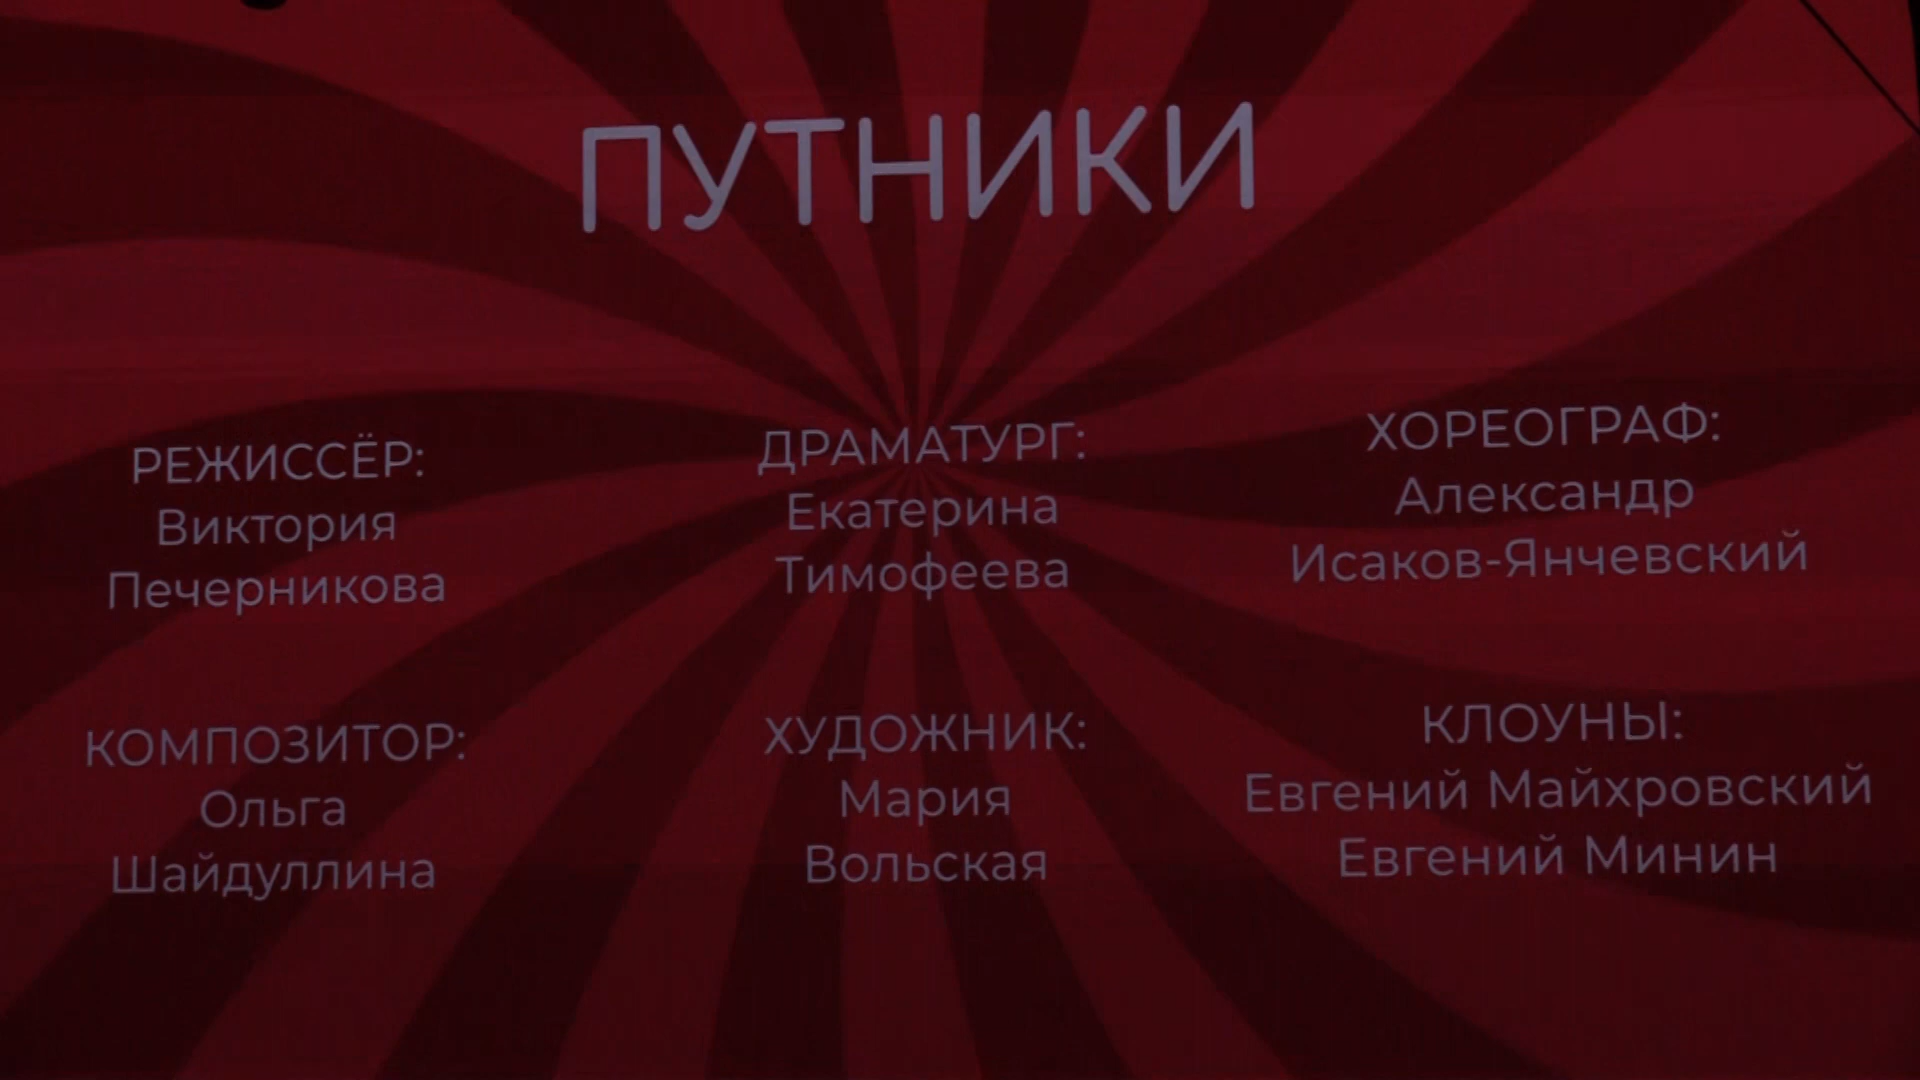 ПУТНИКИ
РЕЖИССЁР:
Виктория
Печерникова
ДРАМАТУРГ:
Екатерина
Тимофеева
ХОРЕОГРАФ:
Александр
Исаков-Янчевский
КОМПОЗИТОР:
Ольга
Шайдуллина
ХУДОЖНИК:
Мария
Вольская
КЛОУНЫ:
Евгений Майхровский
Евгений Минин